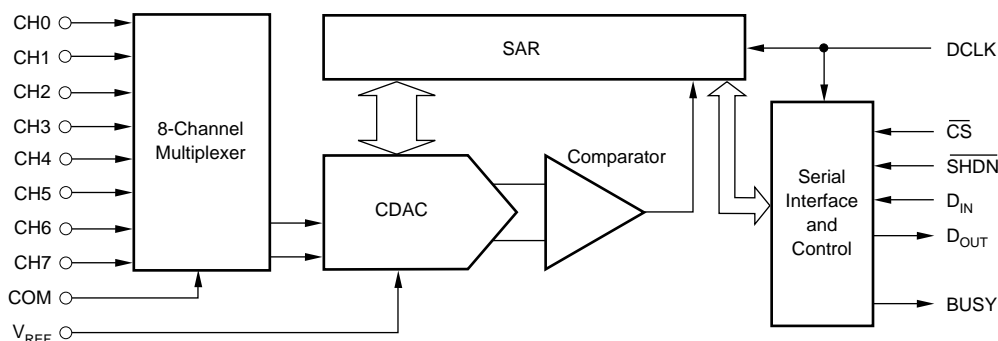 CH0
CH1
CH2
CH3
CH4
CH5
CH6
CH7
COM
VREF
8-Channel
Multiplexer
SAR
CDAC
Comparator
Serial
Interface
and
Control
DCLK
CS
SHDN
DIN
DOUT
BUSY